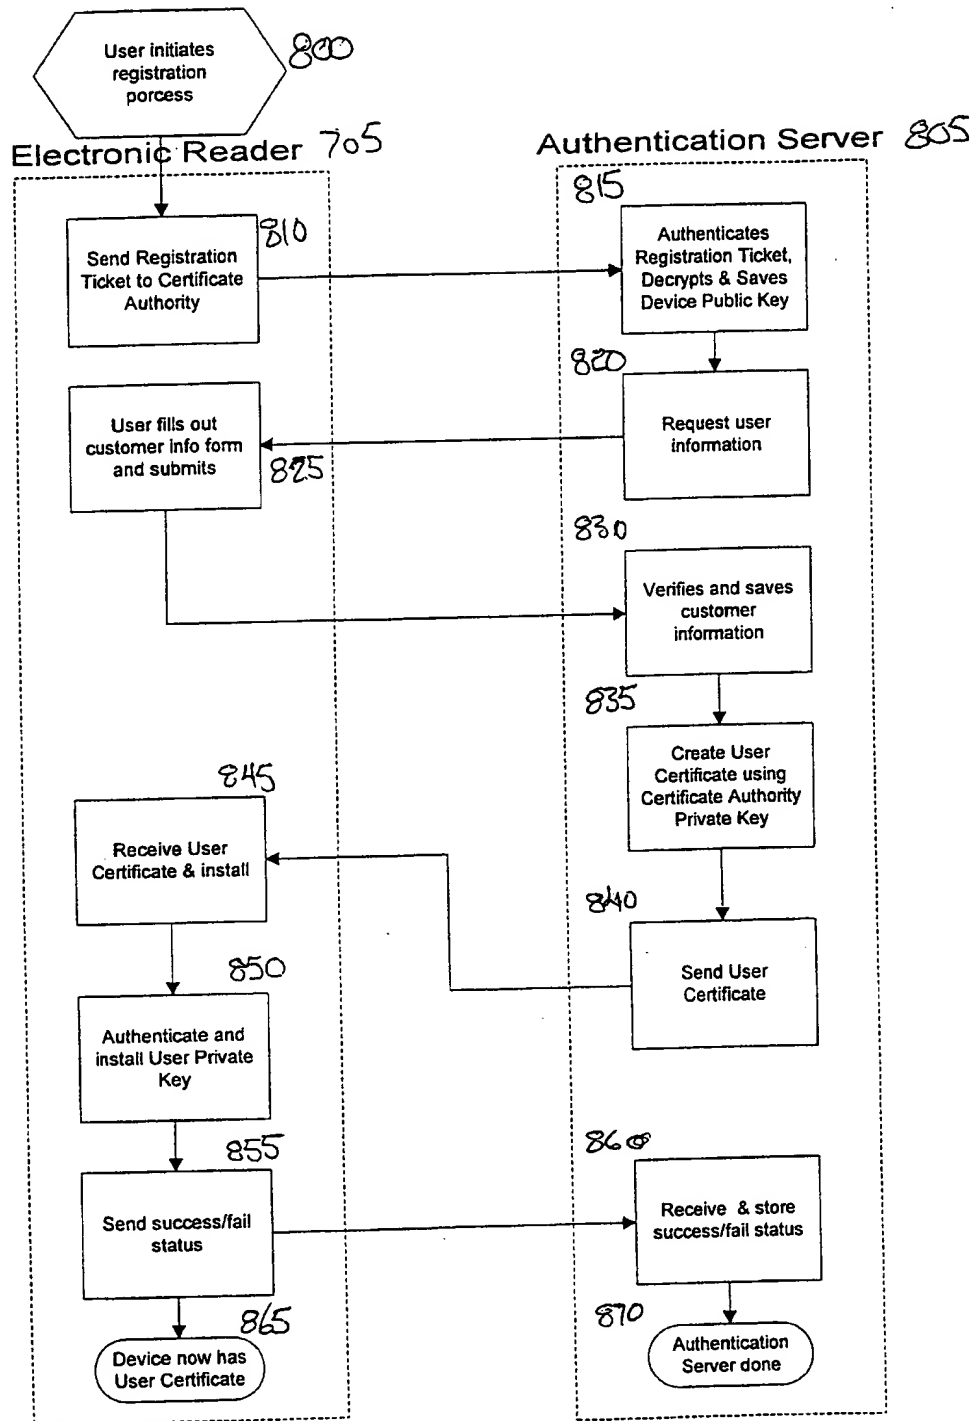 User initiates
registration
porcess
800
Electronic Reader 705
Authentication Server 805
810
Send Registration
Ticket to Certificate
Authority
815
Authenticates
Registration Ticket,
Decrypts & Saves
Device Public Key
820
Request user
information
User fills out
customer info form
and submits
825
830
Verifies and saves
customer
information
835
Create User
Certificate using
Certificate Authority
Private Key
840
Send User
Certificate
845
Receive User
Certificate & install
850
Authenticate and
install User Private
Key
855
Send success/fail
status
860
Receive & store
success/fail status
865
Device now has
User Certificate
870
Authentication
Server done